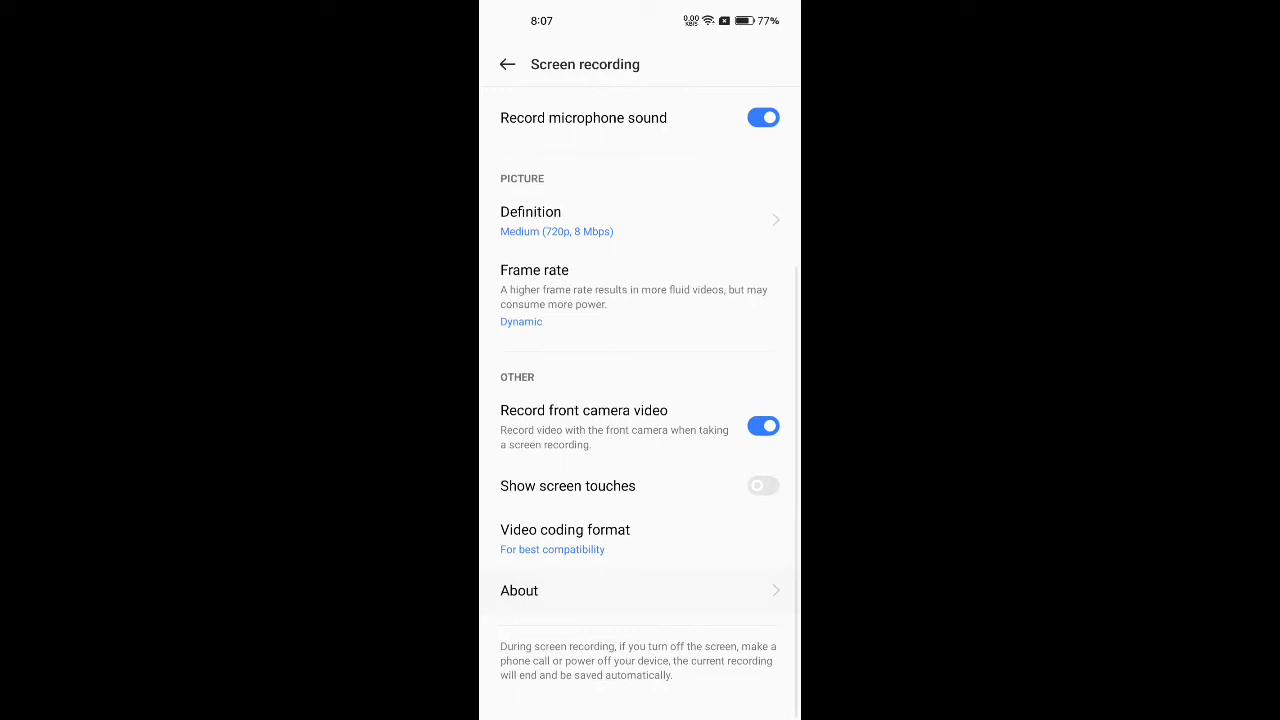 8:07
0.00 KB/S
77%
Screen recording
Record microphone sound
PICTURE
Definition
Medium (720p, 8 Mbps)
Frame rate
A higher frame rate results in more fluid videos, but may
consume more power.
Dynamic
OTHER
Record front camera video
Record video with the front camera when taking
a screen recording.
Show screen touches
Video coding format
For best compatibility
About
During screen recording, if you turn off the screen, make a
phone call or power off your device, the current recording
will end and be saved automatically.